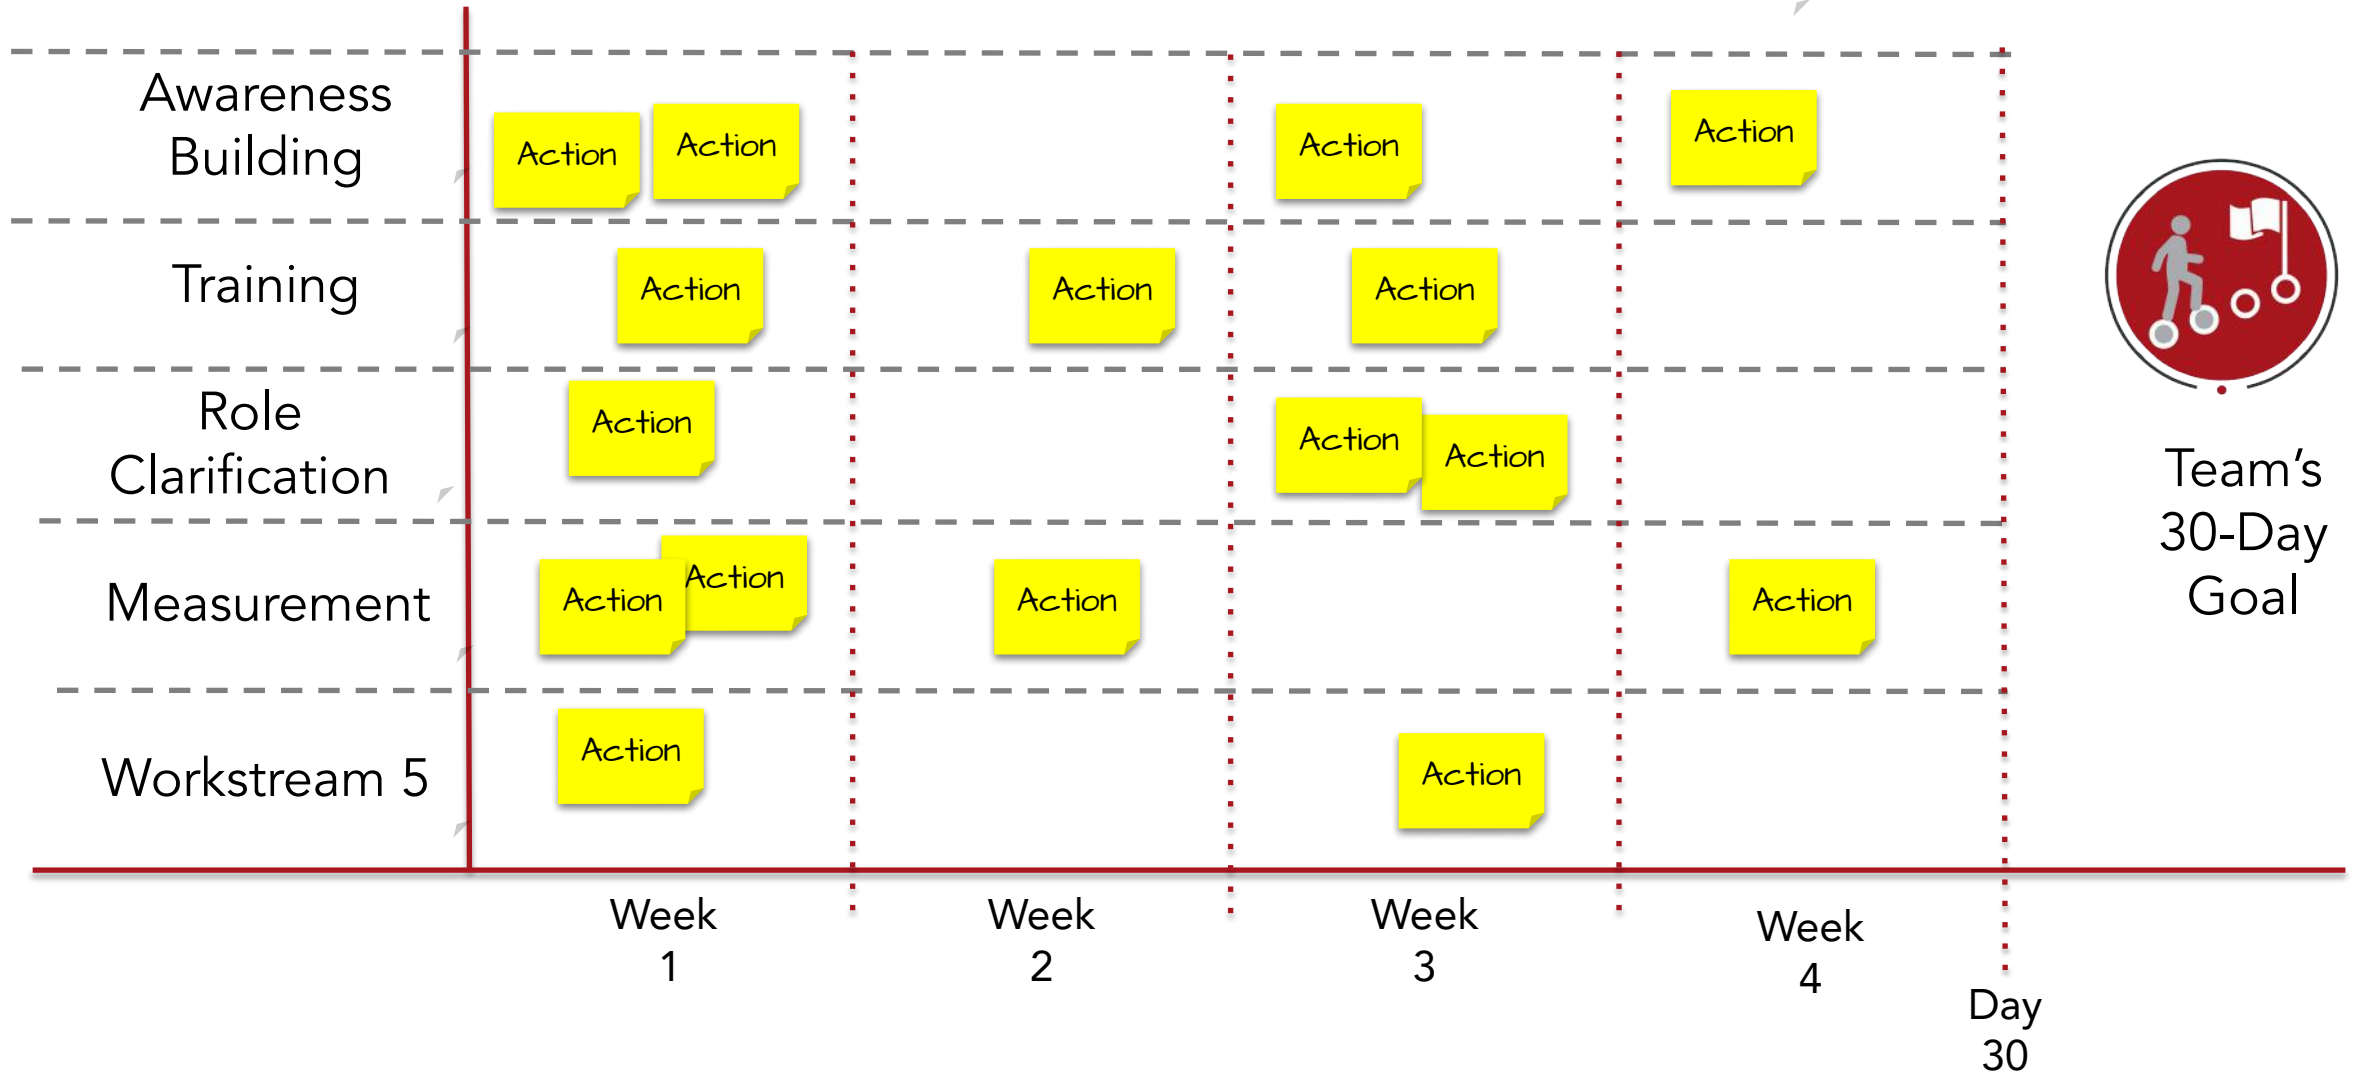 Awareness
Building
Action
Action
Action
Action
Training
Action
Action
Action
Role
Clarification
Action
Action
Action
Measurement
Action
Action
Action
Action
Workstream 5
Action
Action
Week
1
Week
2
Week
3
Week
4
Day
30
Team’s
30-Day
Goal